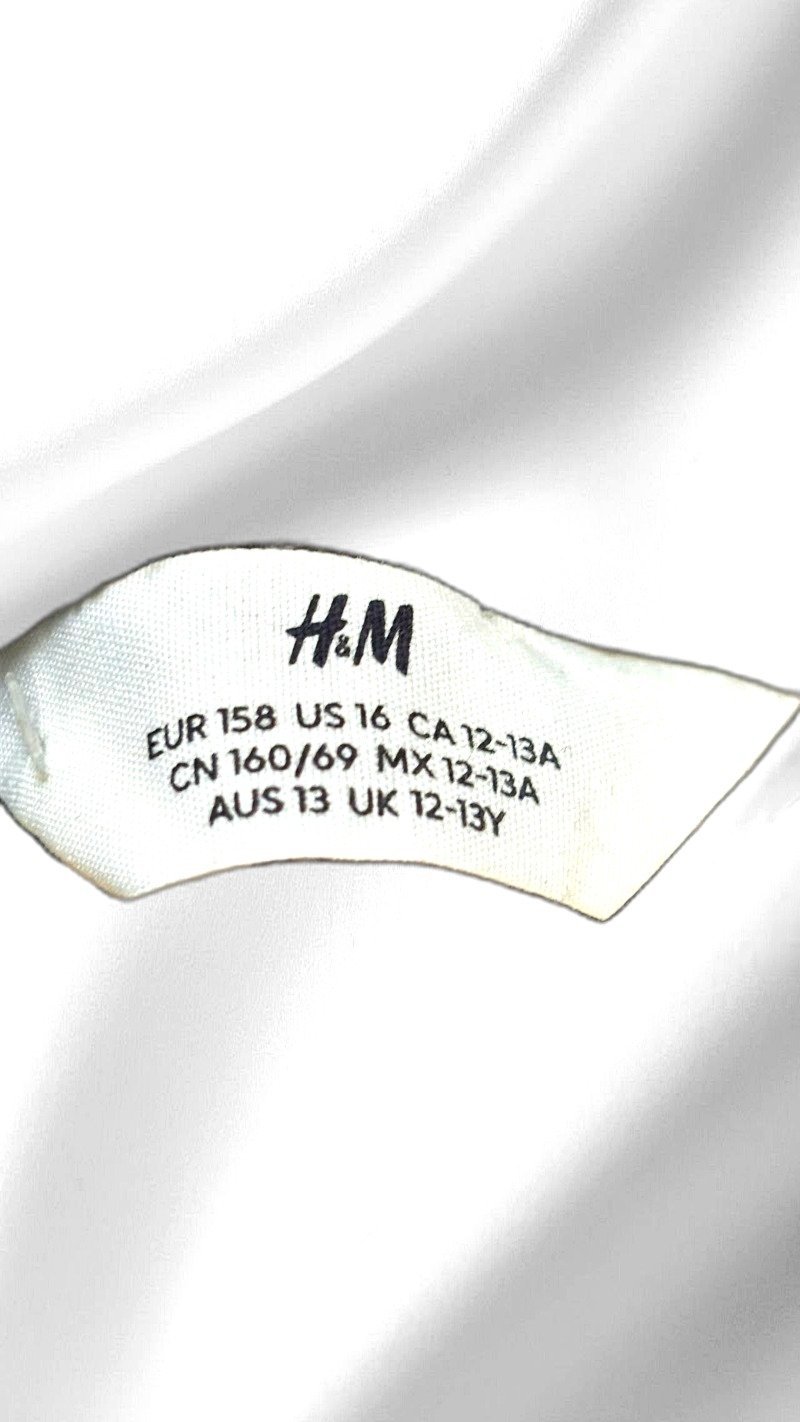 H&M
EUR 158 US 16 CA 12-13A
CN 160/69 MX 12-13A
AUS 13 UK 12-13Y